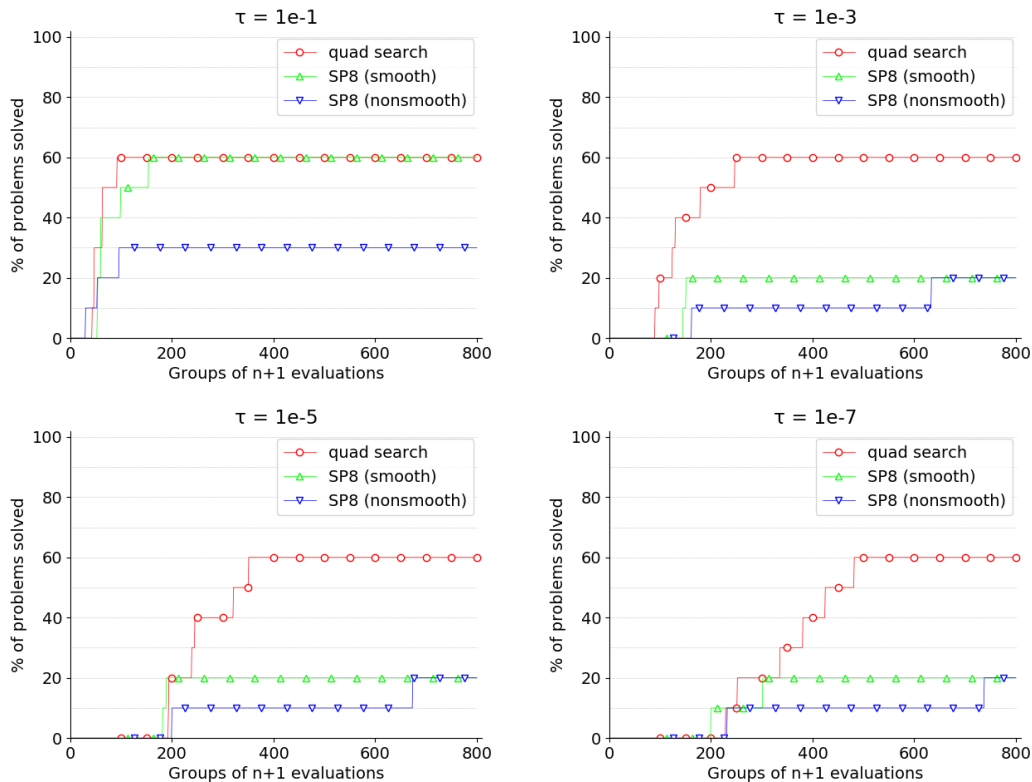 τ = 1e-1
100
80
60
40
20
0
% of problems solved
quad search
SP8 (smooth)
SP8 (nonsmooth)
0 200 400 600 800
Groups of n+1 evaluations
τ = 1e-3
100
80
60
40
20
0
% of problems solved
quad search
SP8 (smooth)
SP8 (nonsmooth)
0 200 400 600 800
Groups of n+1 evaluations
τ = 1e-5
100
80
60
40
20
0
% of problems solved
quad search
SP8 (smooth)
SP8 (nonsmooth)
0 200 400 600 800
Groups of n+1 evaluations
τ = 1e-7
100
80
60
40
20
0
% of problems solved
quad search
SP8 (smooth)
SP8 (nonsmooth)
0 200 400 600 800
Groups of n+1 evaluations